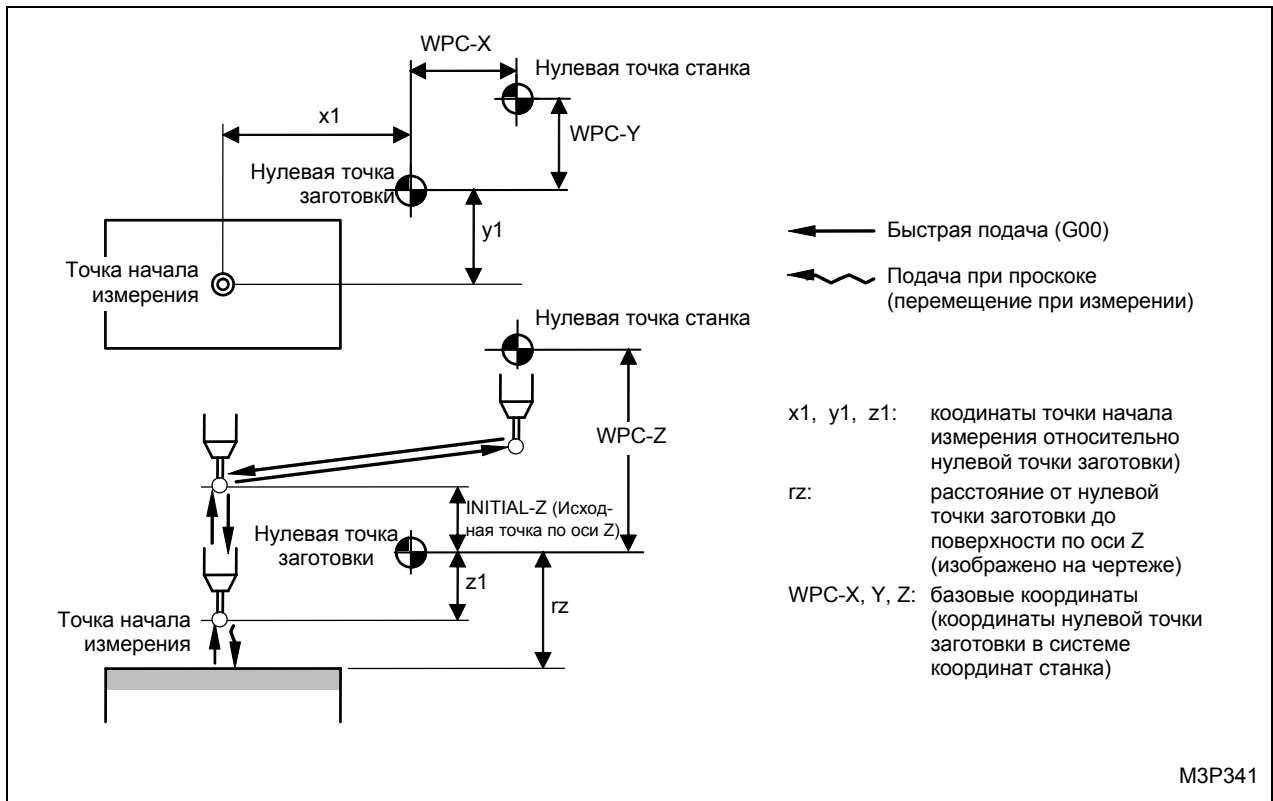 WPC-X
Нулевая точка станка
x1
WPC-Y
Нулевая точка
заготовки
y1
Точка начала
измерения
Быстрая подача (G00)
Подача при проскоке
(перемещение при измерении)
Нулевая точка станка
WPC-Z
INITIAL-Z (Исход-
ная точка по оси Z)
Нулевая точка
заготовки
z1
rz
Точка начала
измерения
x1, y1, z1: коодинаты точки начала
измерения относительно
нулевой точки заготовки)
rz: расстояние от нулевой
точки заготовки до
поверхности по оси Z
(изображено на чертеже)
WPC-X, Y, Z: базовые координаты
(координаты нулевой точки
заготовки в системе
координат станка)
M3P341